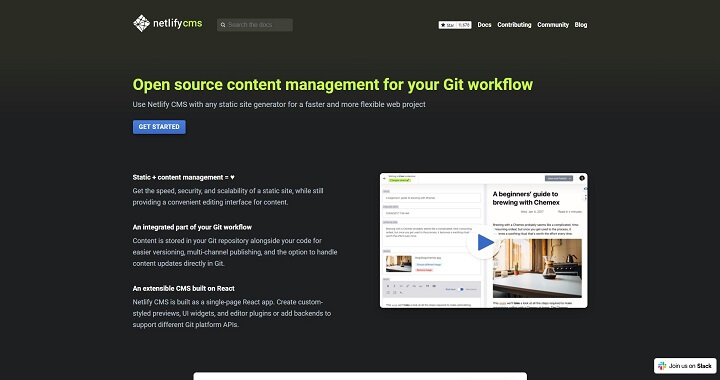 netlifycms
Search the docs
Star
Docs
Contributing
Community
Blog
Open source content management for your Git workflow
Use Netlify CMS with any static site generator for a faster and more flexible web project
GET STARTED
Static + content management = ♥
Get the speed, security, and scalability of a static site, while still
providing a convenient editing interface for content.
An integrated part of your Git workflow
Content is stored in your Git repository alongside your code for
easier versioning, multi-channel publishing, and the option to handle
content updates directly in Git.
An extensible CMS built on React
Netlify CMS is built as a single-page React app. Create custom-
styled previews, UI widgets, and editor plugins or add backends to
support different Git platform APIs.
A beginners' guide to
brewing with Chemex
Join us on Slack